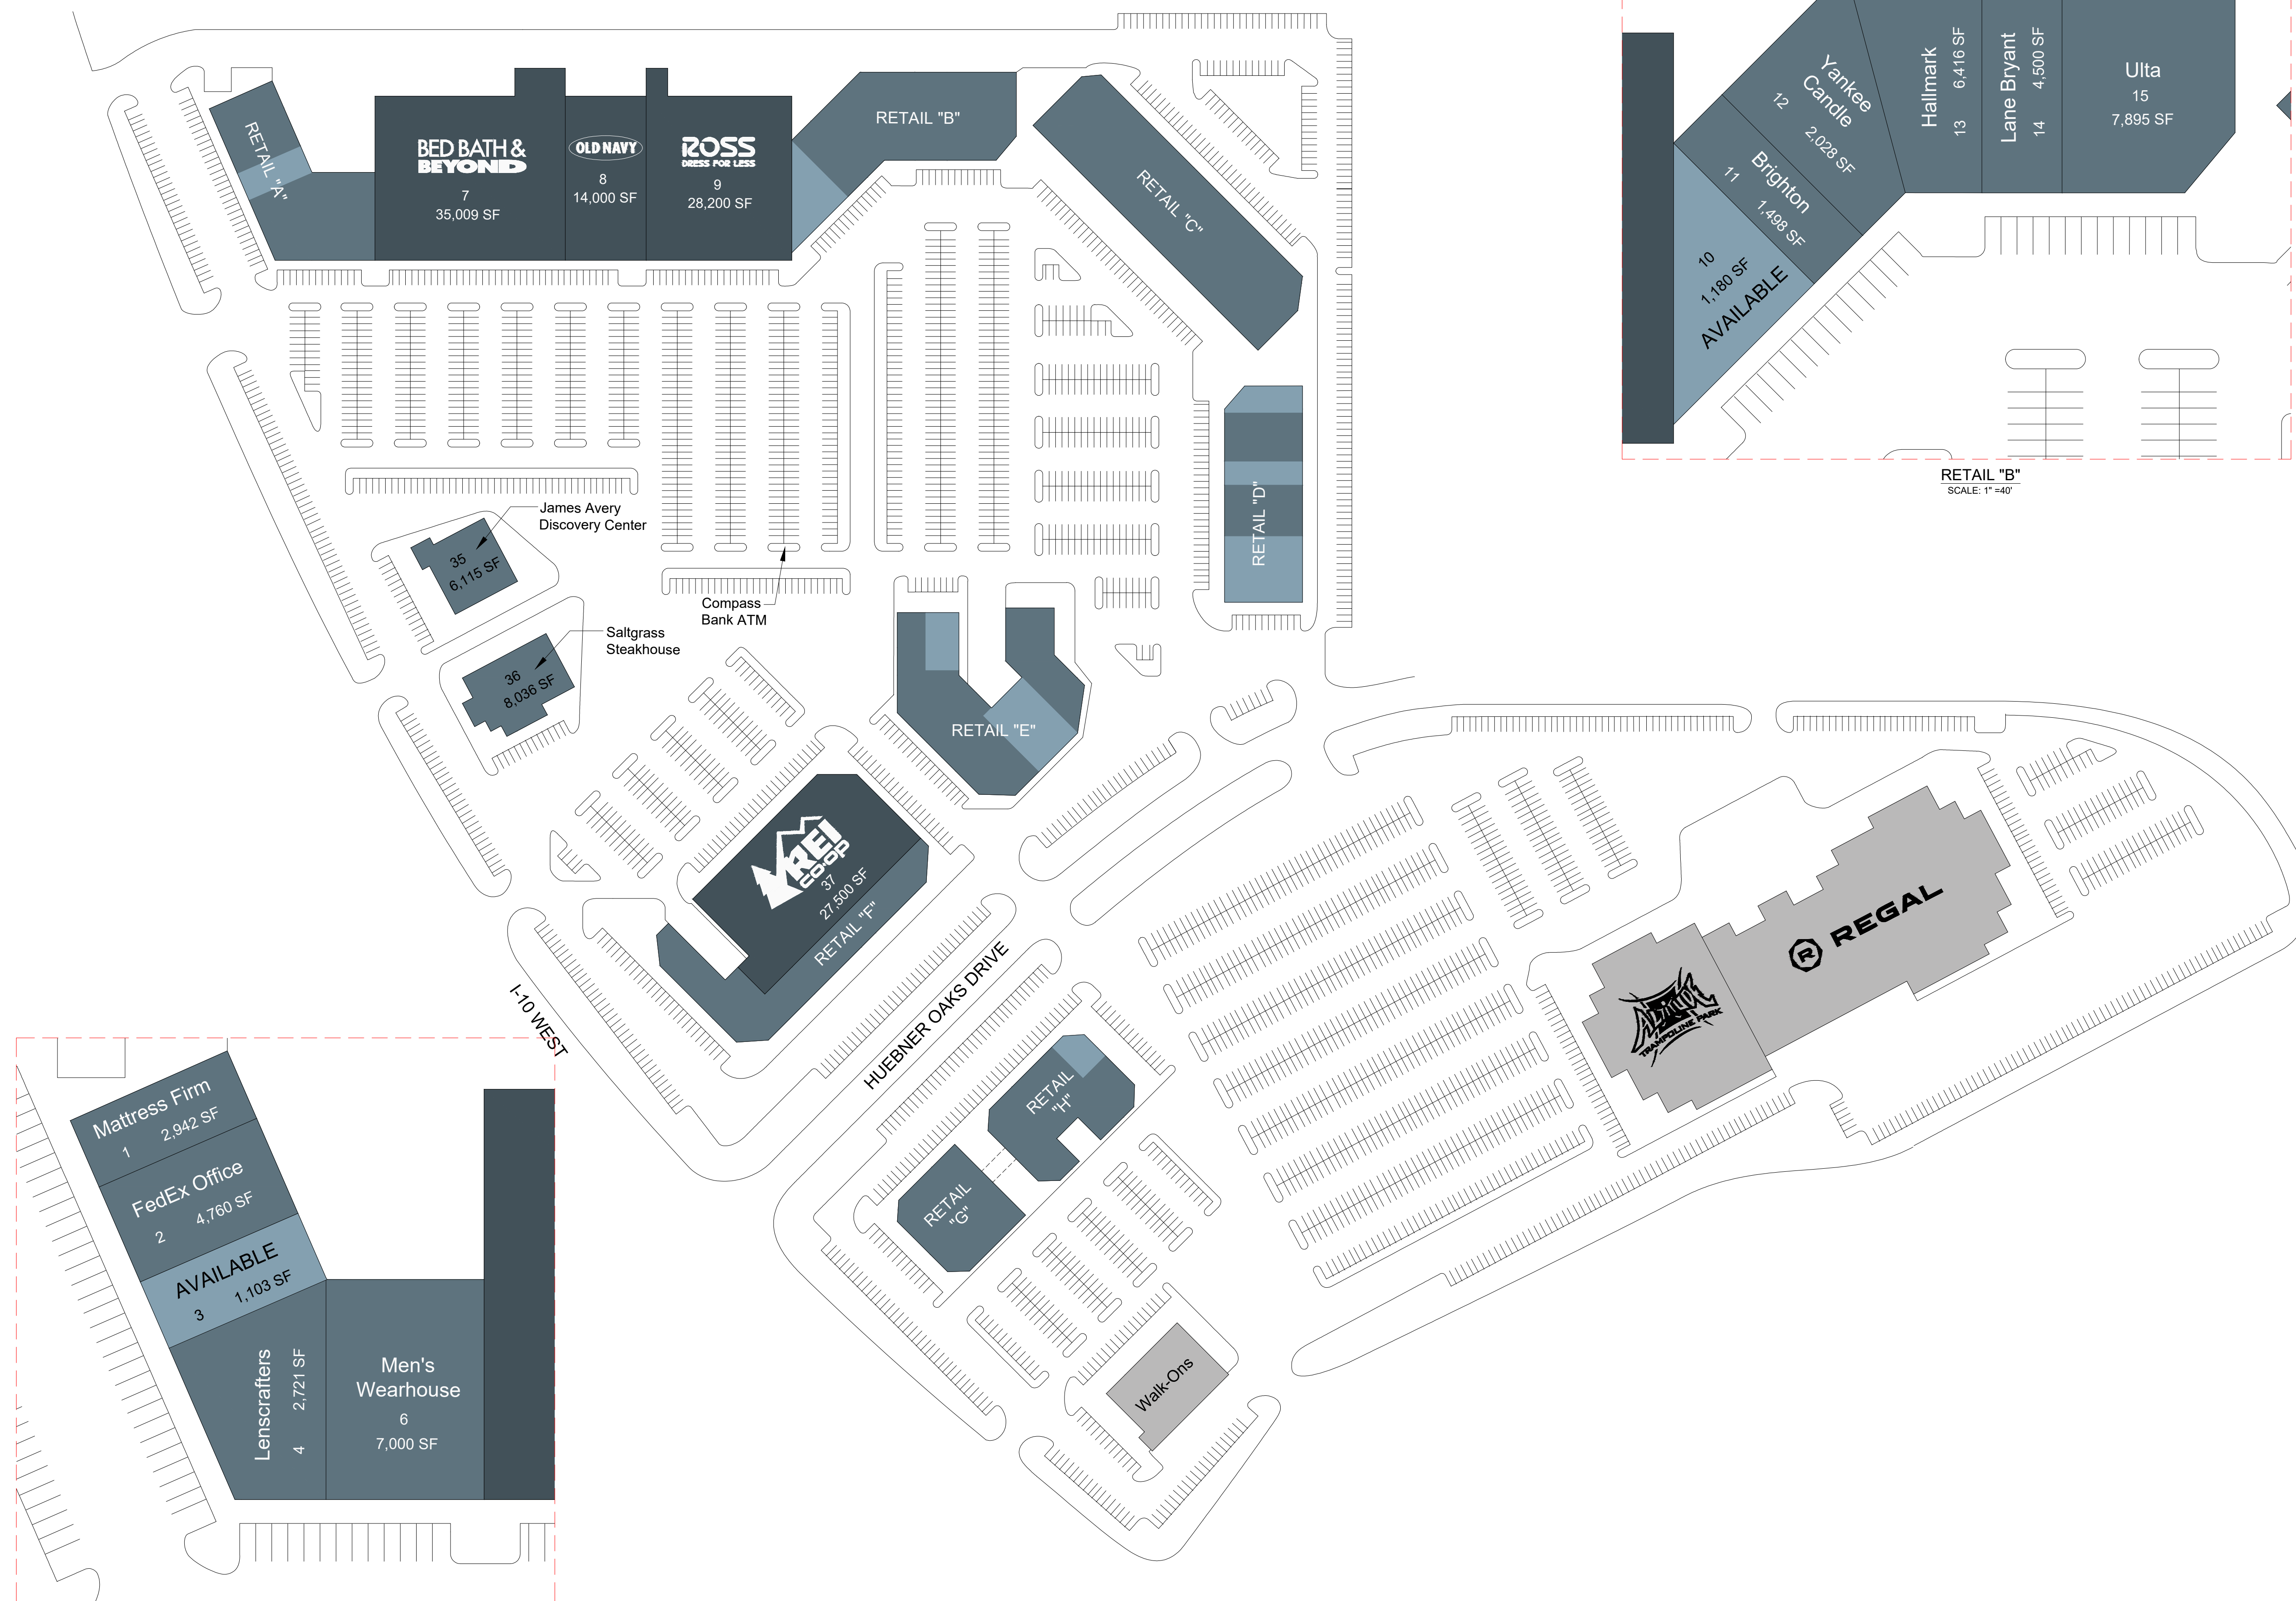 RETAIL "A"
BED BATH &
BEYOND
7
35,009 SF
OLD NAVY
8
14,000 SF
ROSS
DRESS FOR LESS
9
28,200 SF
RETAIL "B"
RETAIL "C"
RETAIL "D"
James Avery
Discovery Center
35
6,115 SF
Compass
Bank ATM
Saltgrass
Steakhouse
36
8,036 SF
RETAIL "E"
REI
CO·OP
37
27,500 SF
RETAIL "F"
I-10 WEST
HUEBNER OAKS DRIVE
RETAIL
"H"
RETAIL
"G"
Walk-Ons
TRAMPOLINE PARK
R REGAL
Yankee
Candle
12
2,028 SF
Hallmark
13 6,416 SF
Lane Bryant
14 4,500 SF
Ulta
15
7,895 SF
Brighton
11
1,498 SF
10
1,180 SF
AVAILABLE
RETAIL "B"
SCALE: 1" =40'
Mattress Firm
1 2,942 SF
FedEx Office
2 4,760 SF
AVAILABLE
3 1,103 SF
Lenscrafters
4 2,721 SF
Men's
Wearhouse
6
7,000 SF